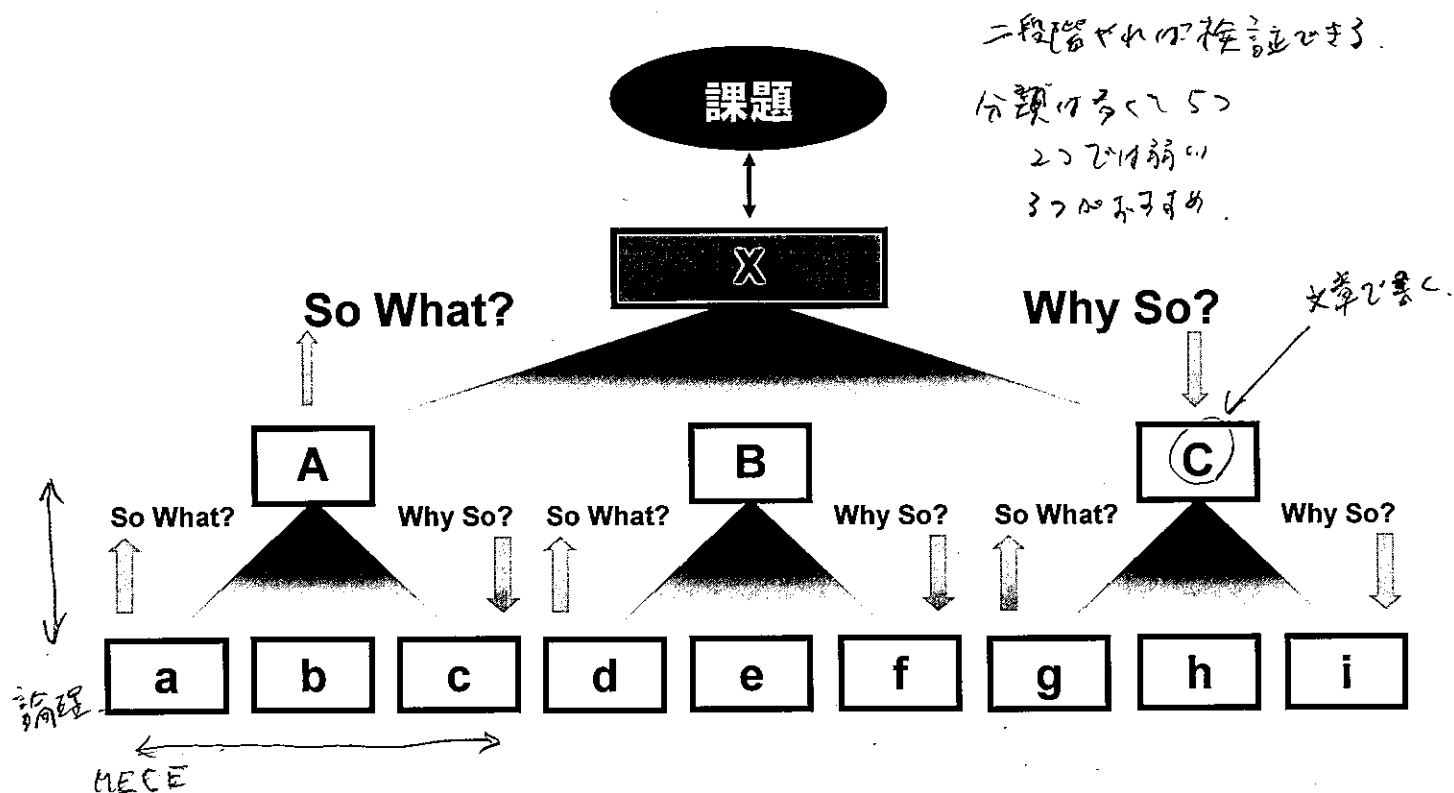 二段階やれば検証できる.
課題
分類は多くて5つ
2つでは弱い
3つがおすすめ.
X
So What?
Why So?
文章で書く.
A
B
C
So What?
Why So?
So What?
Why So?
So What?
Why So?
a
b
c
d
e
f
g
h
i
論理
MECE